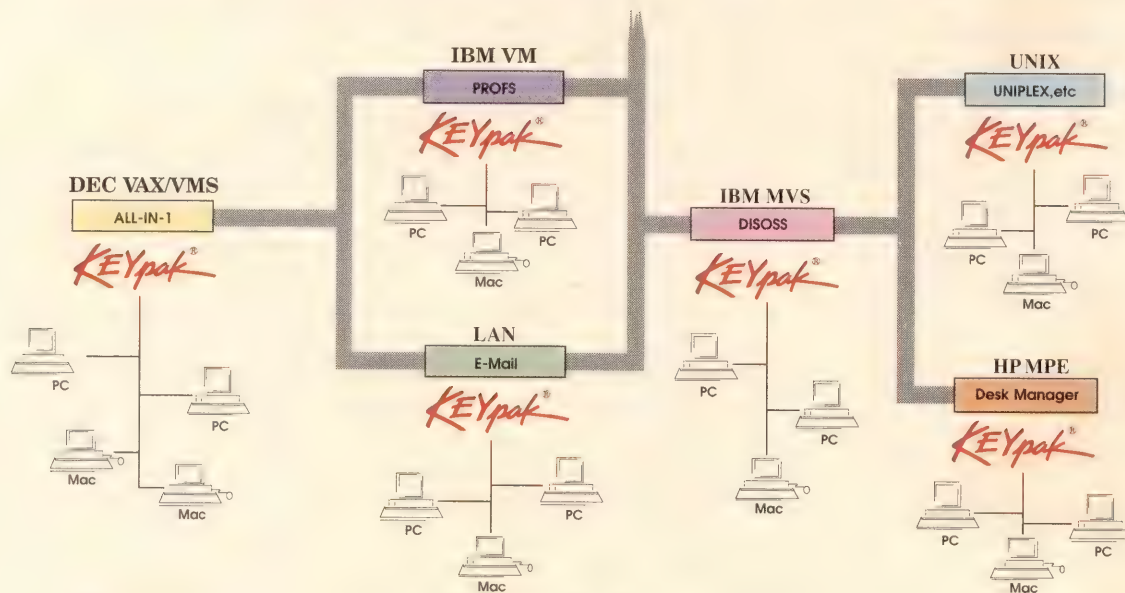 DEC VAX/VMS
ALL-IN-1
KEYpak®
PC
PC
Mac
Mac
IBM VM
PROFS
KEYpak®
PC
PC
Mac
LAN
E-Mail
KEYpak®
PC
PC
Mac
IBM MVS
DISOSS
KEYpak®
PC
PC
Mac
UNIX
UNIPLEX,etc
KEYpak®
PC
PC
Mac
HP MPE
Desk Manager
KEYpak®
PC
PC
Mac